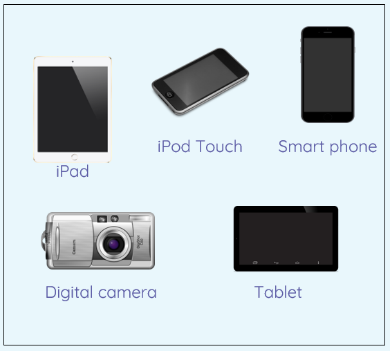 iPod Touch
Smart phone
iPad
Digital camera
Tablet